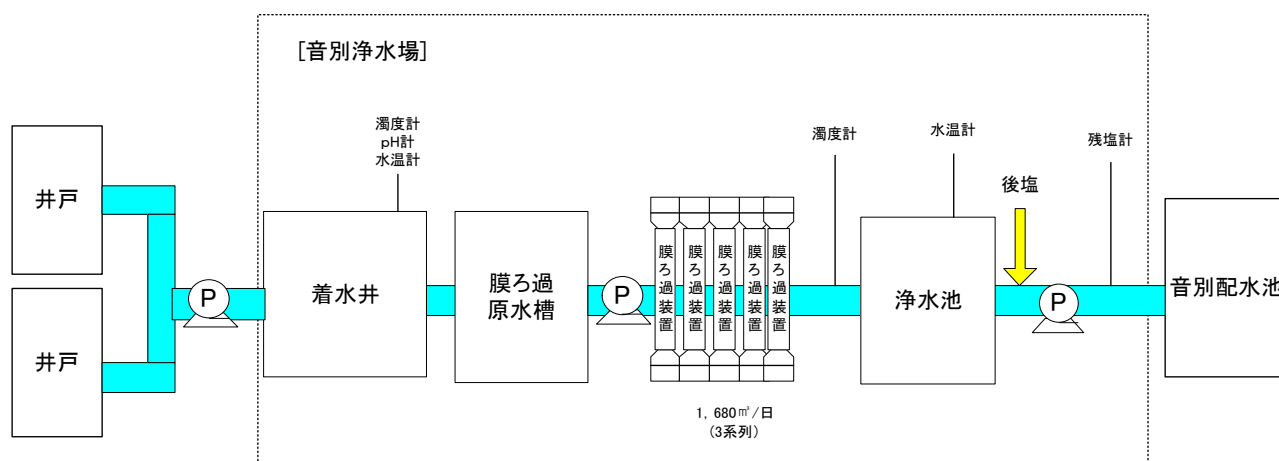 [音別浄水場]
井戸
井戸
P
濁度計
pH計
水温計
着水井
膜ろ過
原水槽
P
膜ろ過装置
膜ろ過装置
膜ろ過装置
膜ろ過装置
膜ろ過装置
1,680㎥/日
(3系列)
濁度計
水温計
浄水池
後塩
P
残塩計
音別配水池